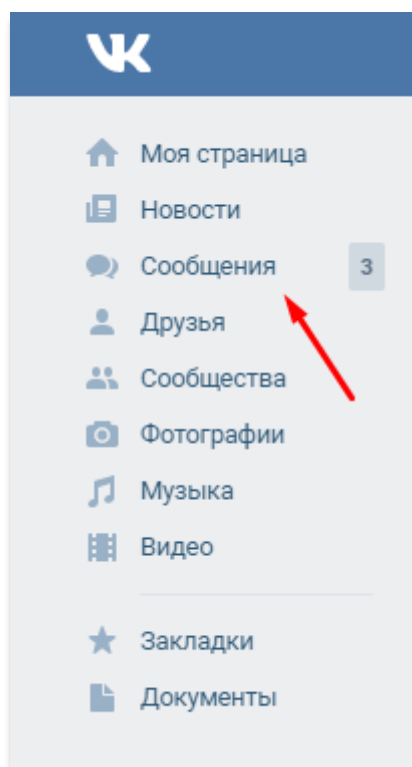 VK
Моя страница
Новости
Сообщения 3
Друзья
Сообщества
Фотографии
Музыка
Видео
Закладки
Документы